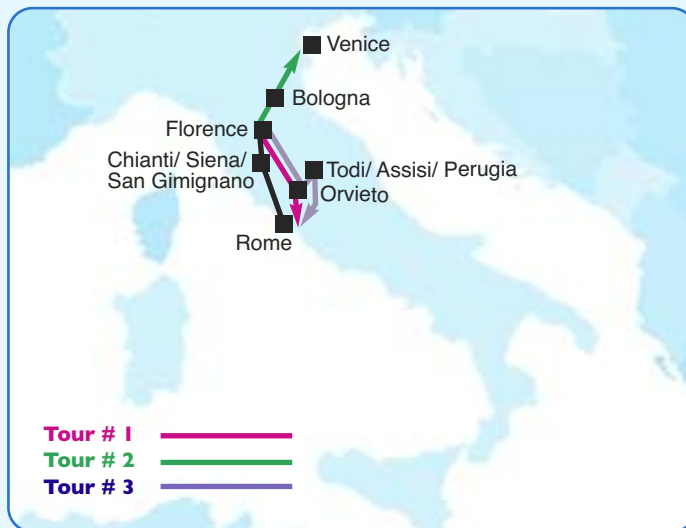 Venice
Bologna
Florence
Chianti/ Siena/
San Gimignano
Todi/ Assisi/ Perugia
Orvieto
Rome
Tour # 1
Tour # 2
Tour # 3